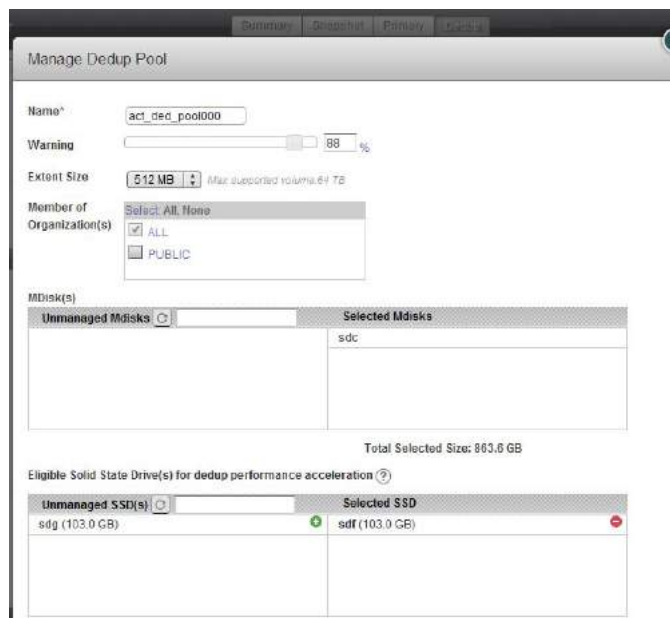 Summary Snapshot Primary
Manage Dedup Pool
Name*
act_ded_pool000
Warning
88 %
Extent Size
512 MB
Max supported volume:64 TB
Member of
Organization(s)
Select: All, None
ALL
PUBLIC
MDisk(s)
Unmanaged Mdisks
Selected Mdisks
sdc
Total Selected Size: 863.6 GB
Eligible Solid State Drive(s) for dedup performance acceleration ?
Unmanaged SSD(s)
Selected SSD
sdg (103.0 GB)
sdf (103.0 GB)